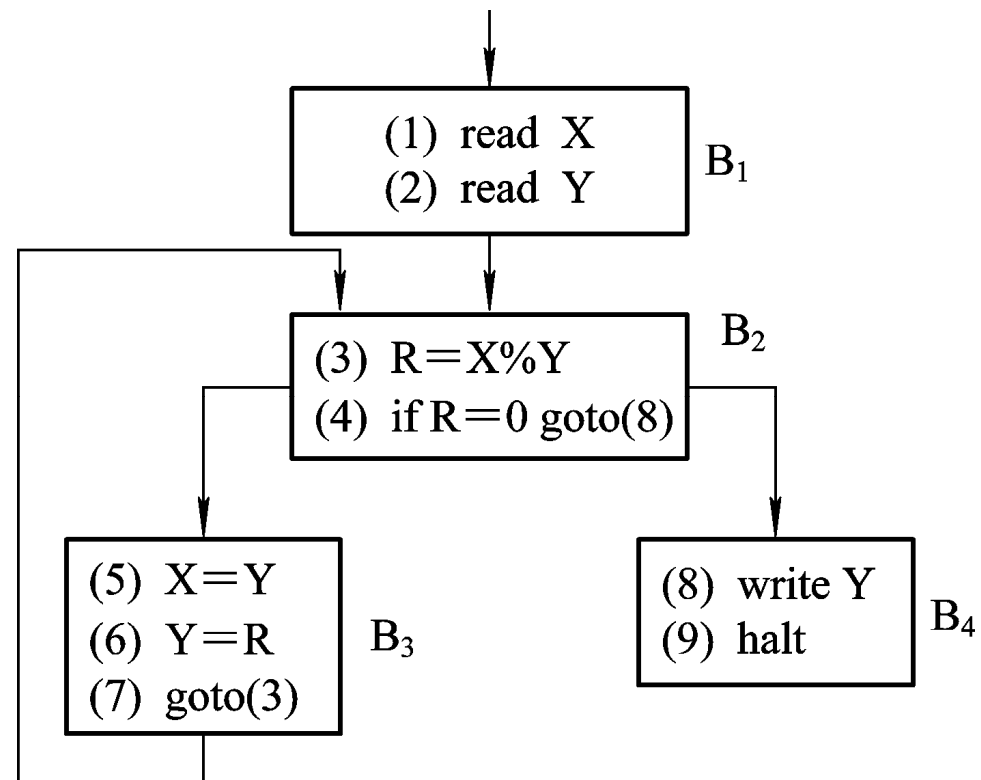 (1) read X
(2) read Y
B₁
(3) R=X%Y
(4) if R=0 goto(8)
B₂
(5) X=Y
(6) Y=R
(7) goto(3)
B₃
(8) write Y
(9) halt
B₄